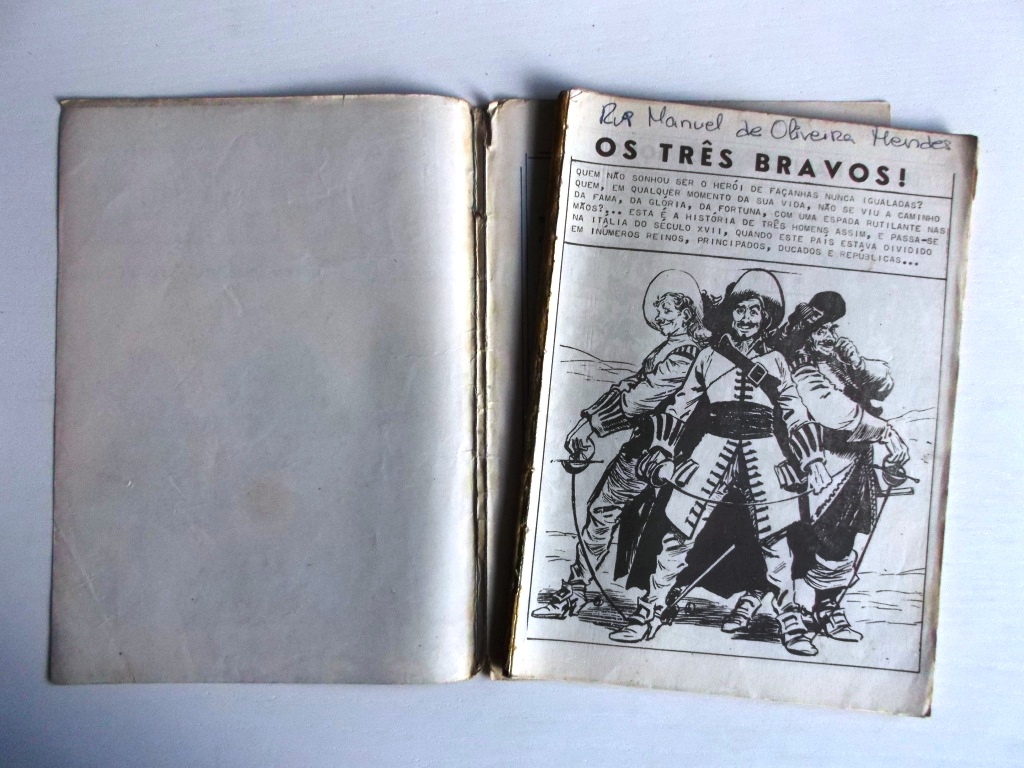 Rui Manuel de Oliveira Mendes
OS TRÊS BRAVOS!
QUEM NÃO SONHOU SER O HERÓI DE FAÇANHAS NUNCA IGUALADAS?
QUEM, EM QUALQUER MOMENTO DA SUA VIDA, NÃO SE VIU A CAMINHO
DA FAMA, DA GLÓRIA, DA FORTUNA, COM UMA ESPADA RUTILANTE NAS
MÃOS?... ESTA É A HISTÓRIA DE TRÊS HOMENS ASSIM, E PASSA-SE
NA ITÁLIA DO SÉCULO XVII, QUANDO ESTE PAÍS ESTAVA DIVIDIDO
EM INÚMEROS REINOS, PRINCIPADOS, DUCADOS E REPÚBLICAS...